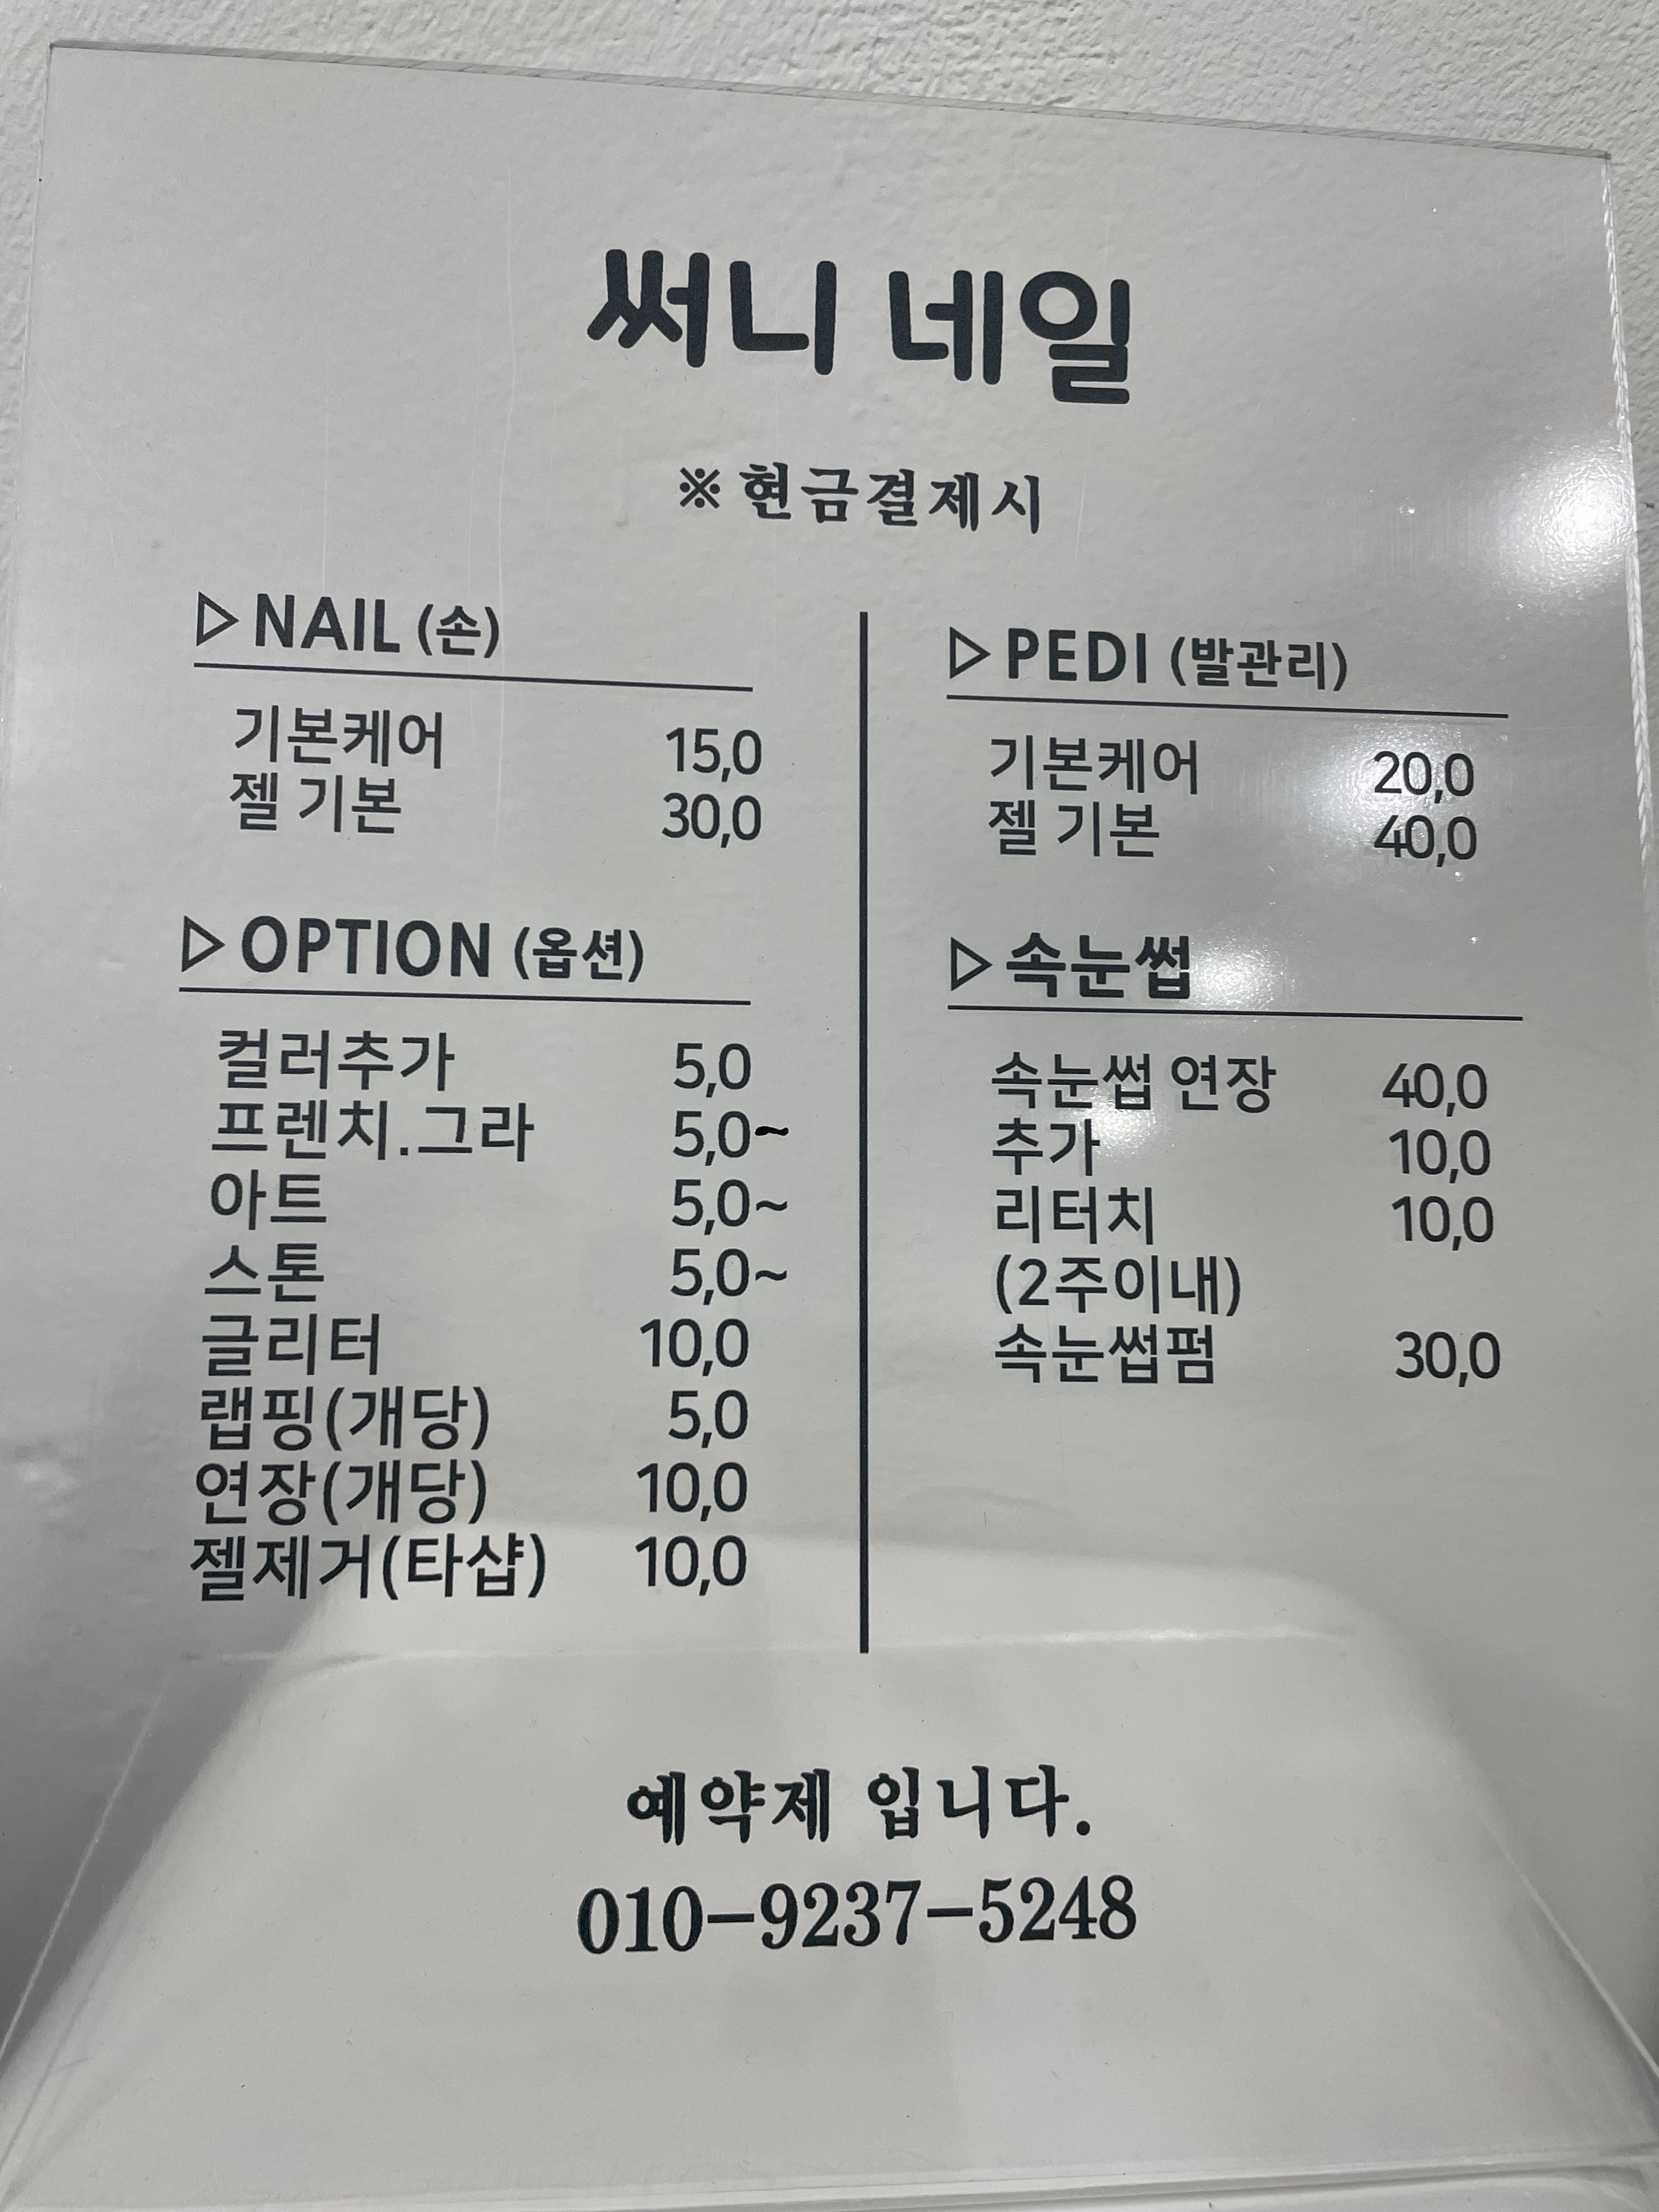 써니 네일
※ 현금결제시
▷ NAIL (손)
기본케어 15,0
젤 기본 30,0
▷ OPTION (옵션)
컬러추가 5,0
프렌치.그라 5,0~
아트 5,0~
스톤 5,0~
글리터 10,0
랩핑(개당) 5,0
연장(개당) 10,0
젤제거(타샵) 10,0
▷ PEDI (발관리)
기본케어 20,0
젤 기본 40,0
▷ 속눈썹
속눈썹 연장 40,0
추가 10,0
리터치 10,0
(2주이내)
속눈썹펌 30,0
예약제 입니다.
010-9237-5248